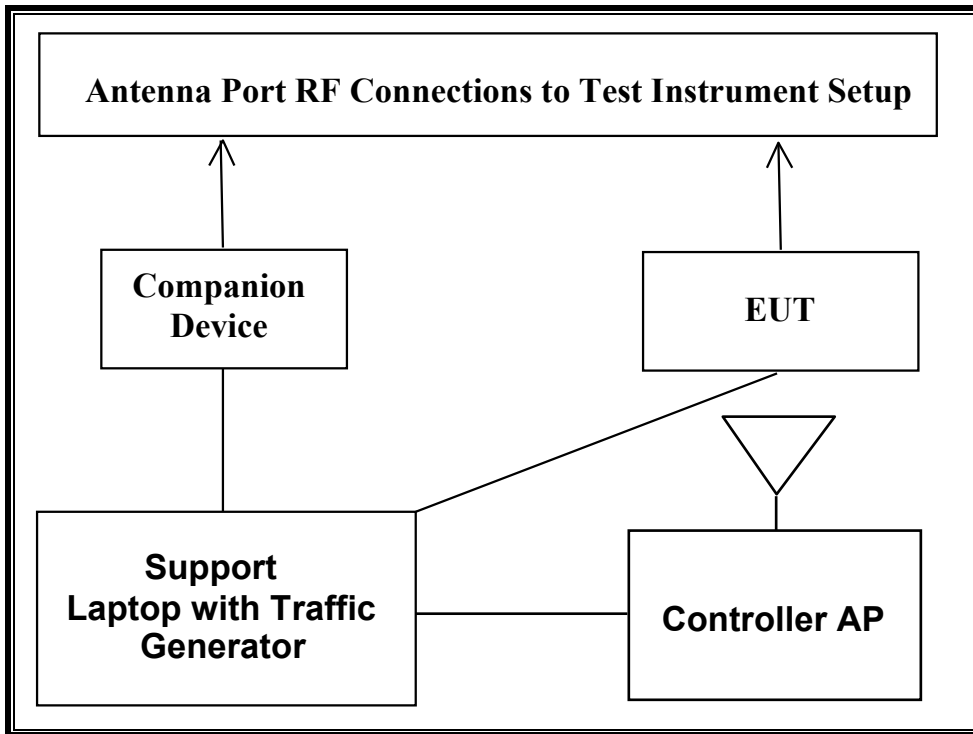 Antenna Port RF Connections to Test Instrument Setup
Companion
Device
EUT
Support
Laptop with Traffic
Generator
Controller AP